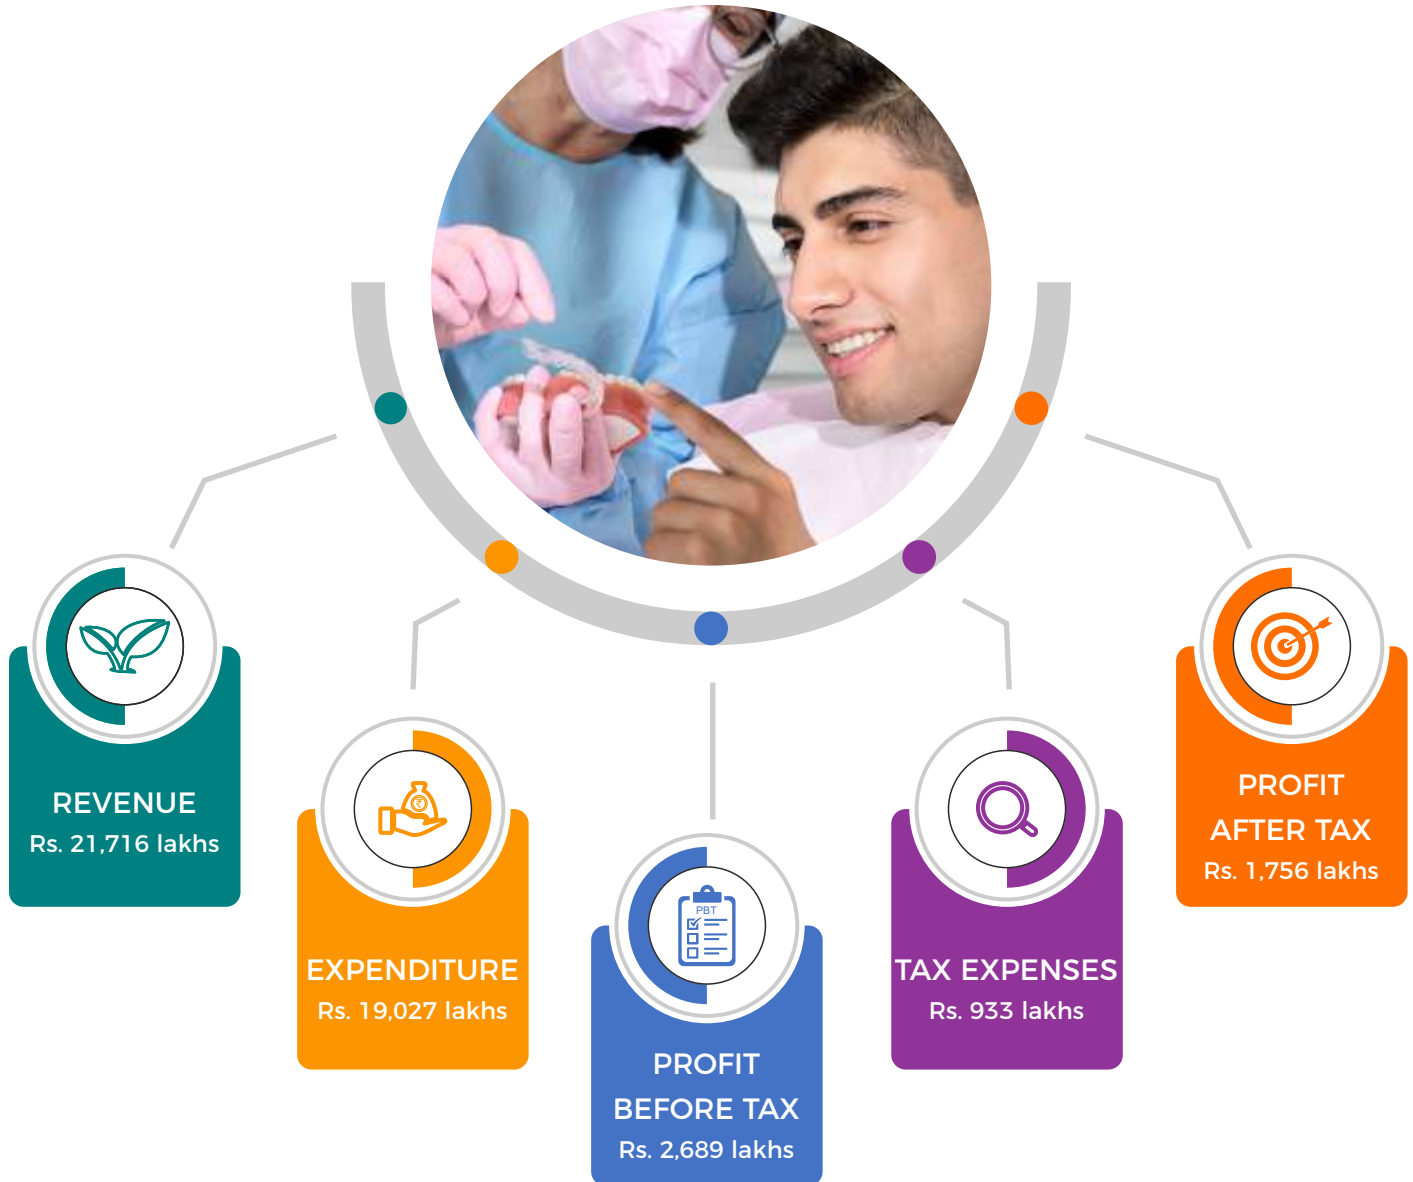 REVENUE
Rs. 21,716 lakhs
EXPENDITURE
Rs. 19,027 lakhs
PBT
PROFIT
BEFORE TAX
Rs. 2,689 lakhs
TAX EXPENSES
Rs. 933 lakhs
PROFIT
AFTER TAX
Rs. 1,756 lakhs